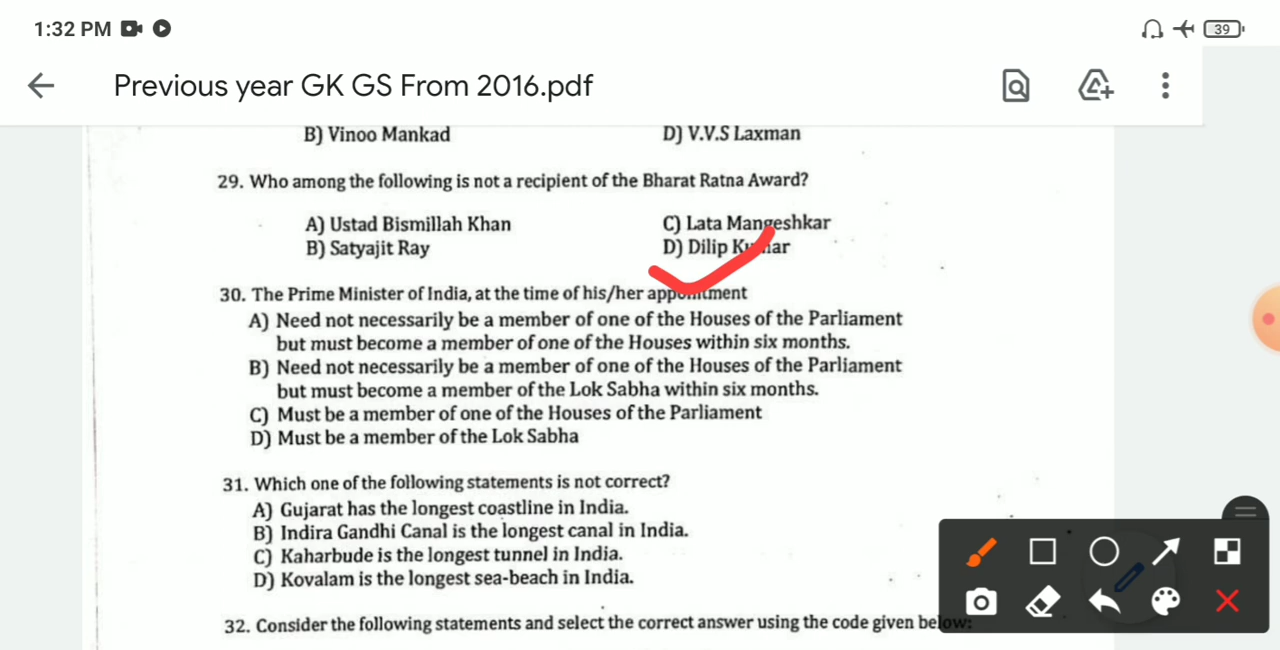 1:32 PM
39
Previous year GK GS From 2016.pdf
B) Vinoo Mankad D) V.V.S Laxman
29. Who among the following is not a recipient of the Bharat Ratna Award?
A) Ustad Bismillah Khan C) Lata Mangeshkar
B) Satyajit Ray D) Dilip Kumar
30. The Prime Minister of India, at the time of his/her appointment
A) Need not necessarily be a member of one of the Houses of the Parliament
but must become a member of one of the Houses within six months.
B) Need not necessarily be a member of one of the Houses of the Parliament
but must become a member of the Lok Sabha within six months.
C) Must be a member of one of the Houses of the Parliament
D) Must be a member of the Lok Sabha
31. Which one of the following statements is not correct?
A) Gujarat has the longest coastline in India.
B) Indira Gandhi Canal is the longest canal in India.
C) Kaharbude is the longest tunnel in India.
D) Kovalam is the longest sea-beach in India.
32. Consider the following statements and select the correct answer using the code given below: